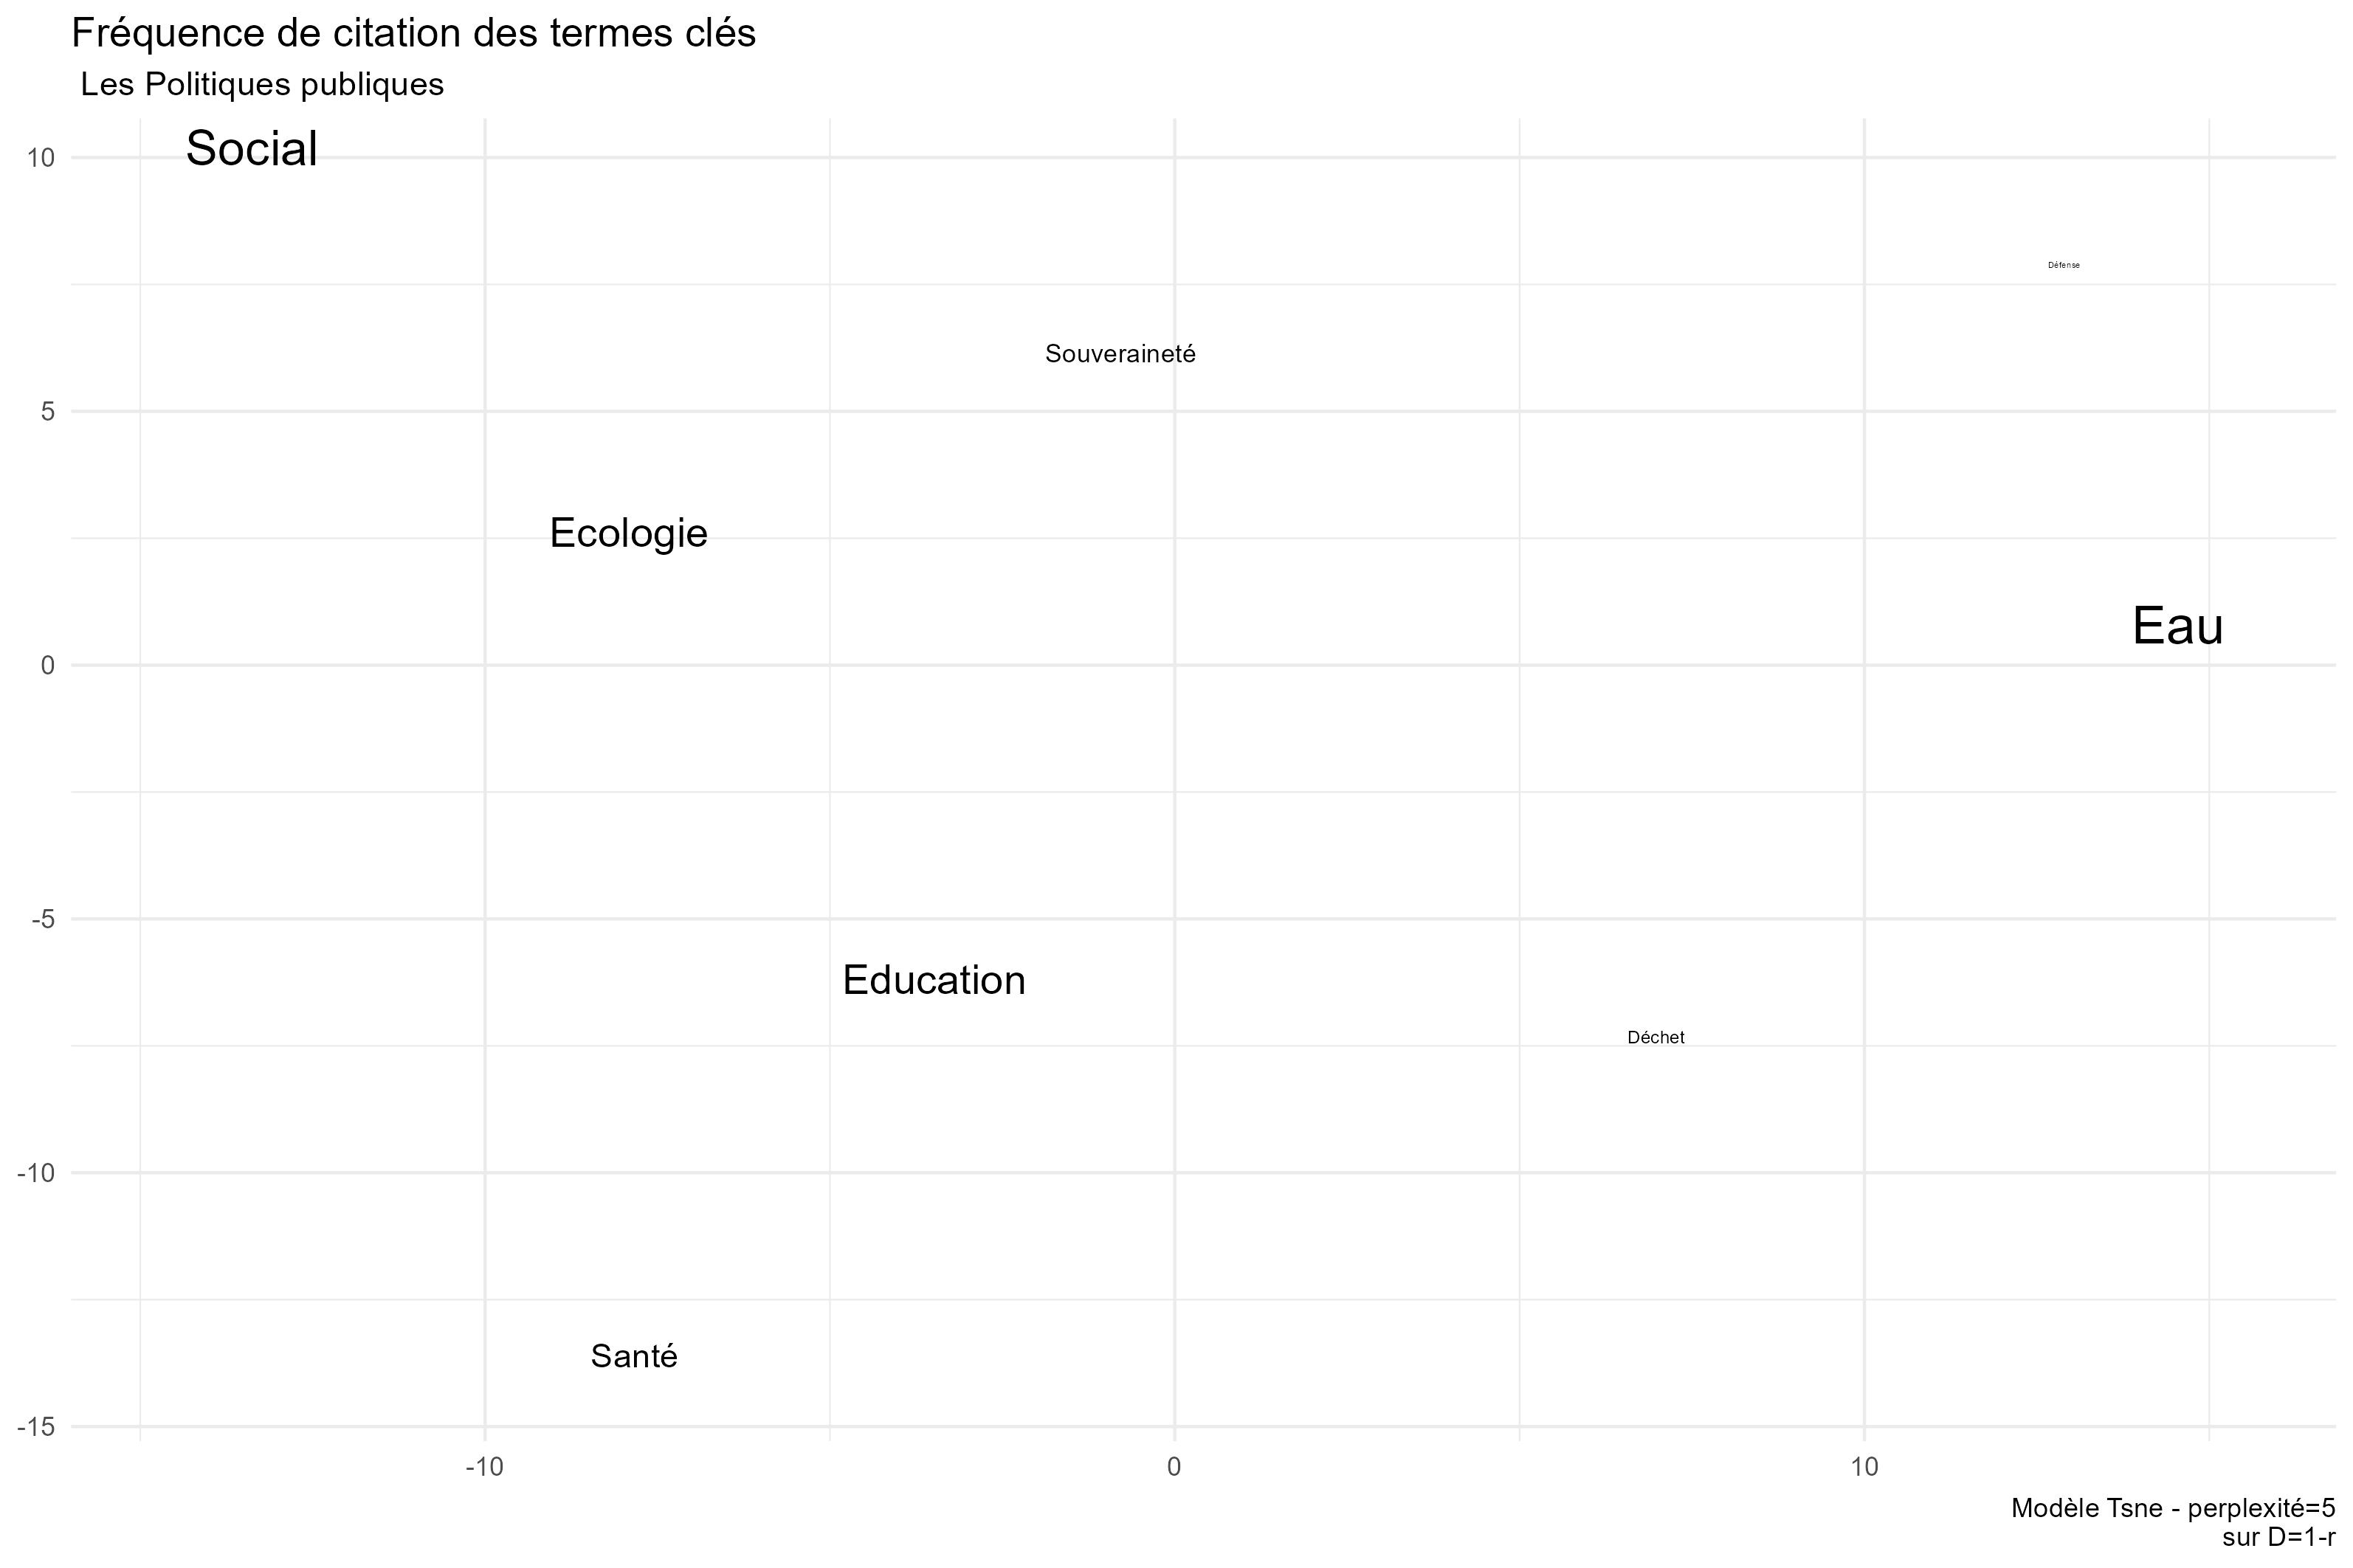 Fréquence de citation des termes clés
Les Politiques publiques
10
Social
Défense
Souveraineté
5
Ecologie
Eau
0
-5
Education
Déchet
-10
Santé
-15
-10 0 10
Modèle Tsne - perplexité=5
sur D=1-r